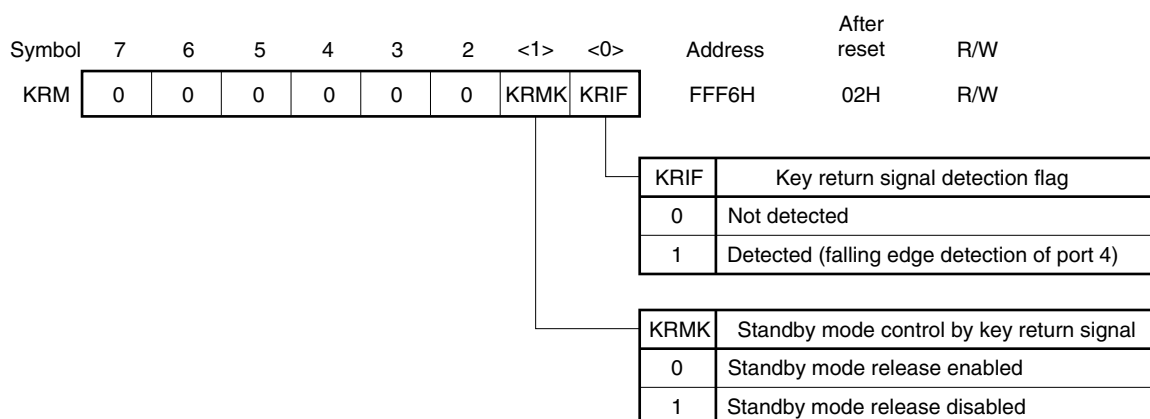 After
Symbol 7 6 5 4 3 2 <1> <0> Address reset R/W
KRM 0 0 0 0 0 0 KRMK KRIF FFF6H 02H R/W
KRIF Key return signal detection flag
0 Not detected
1 Detected (falling edge detection of port 4)
KRMK Standby mode control by key return signal
0 Standby mode release enabled
1 Standby mode release disabled